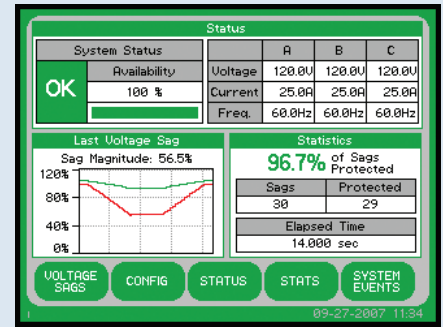 Status
System Status
OK
Availability
100 %
A B C
Voltage 120.0V 120.0V 120.0V
Current 25.0A 25.0A 25.0A
Freq. 60.0Hz 60.0Hz 60.0Hz
Last Voltage Sag
Sag Magnitude: 56.5%
120%
80%
40%
0%
Statistics
96.7% of Sags Protected
Sags Protected
30 29
Elapsed Time
14.000 sec
VOLTAGE SAGS
CONFIG
STATUS
STATS
SYSTEM EVENTS
09-27-2007 11:34